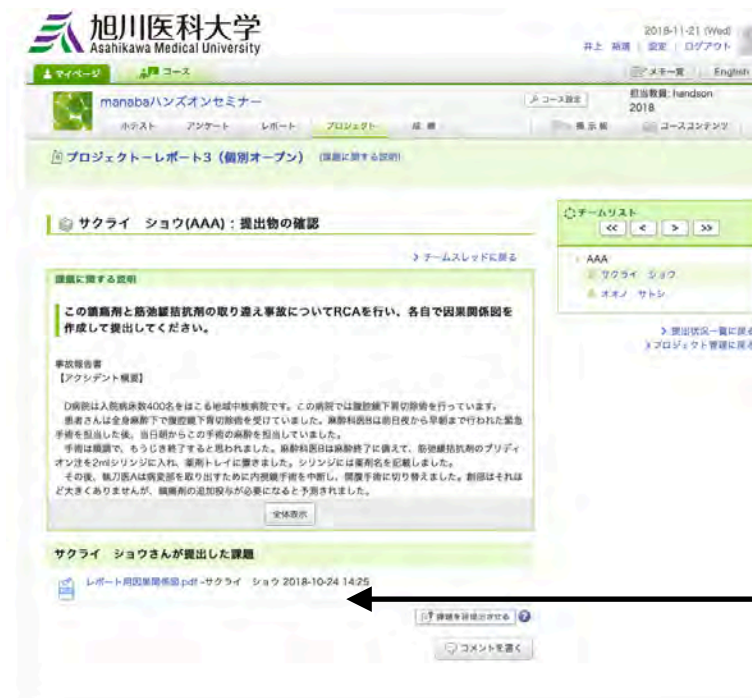 旭川医科大学
Asahikawa Medical University
2018-11-21 (Wed)
設定 ログアウト
マイページ
コース
メモ一覧 English
manabaハンズオンセミナー
コース設定
担当教員: handson
2018
小テスト アンケート レポート プロジェクト 成績
掲示板 コースコンテンツ
プロジェクトーレポート3（個別オープン） (課題に関する説明)
サクライ　ショウ(AAA)：提出物の確認
チームリスト
<< < > >>
チームスレッドに戻る
AAA
サクライ ショウ
オオノ サトシ
課題に関する説明
この鎮痛剤と筋弛緩拮抗剤の取り違え事故についてRCAを行い、各自で因果関係図を
作成して提出してください。
提出状況一覧に戻る
プロジェクト管理に戻る
事故報告書
【アクシデント概要】
D病院は入院病床数400名をほこる地域中核病院です。この病院では腹腔鏡下胃切除術を行っています。
患者さんは全身麻酔下で腹腔鏡下胃切除術を受けていました。麻酔科医Bは前日夜から早朝まで行われた緊急
手術を担当した後、当日朝からこの手術の麻酔を担当していました。
手術は順調で、もうじき終了すると思われました。麻酔科医Bは麻酔終了に備えて、筋弛緩拮抗剤のブリディ
オン注を2mlシリンジに入れ、薬剤トレイに置きました。シリンジには薬剤名を記載しました。
その後、執刀医Aは病変部を取り出すために内視鏡手術を中断し、開腹手術に切り替えました。創部はそれほ
ど大きくありませんが、鎮痛剤の追加投与が必要になると予測されました。
全体表示
サクライ　ショウさんが提出した課題
レポート用因果関係図.pdf -サクライ　ショウ 2018-10-24 14:25
課題を再提出させる
コメントを書く